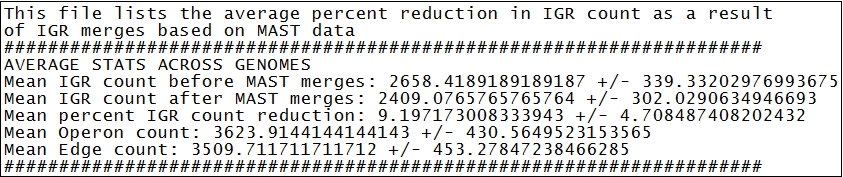 This file lists the average percent reduction in IGR count as a result
of IGR merges based on MAST data
######################################################################
AVERAGE STATS ACROSS GENOMES
Mean IGR count before MAST merges: 2658.4189189189187 +/- 339.33202976993675
Mean IGR count after MAST merges: 2409.0765765765764 +/- 302.0290634946693
Mean percent IGR count reduction: 9.197173008333943 +/- 4.708487408202432
Mean Operon count: 3623.9144144144143 +/- 430.5649523153565
Mean Edge count: 3509.711711711712 +/- 453.27847238466285
######################################################################